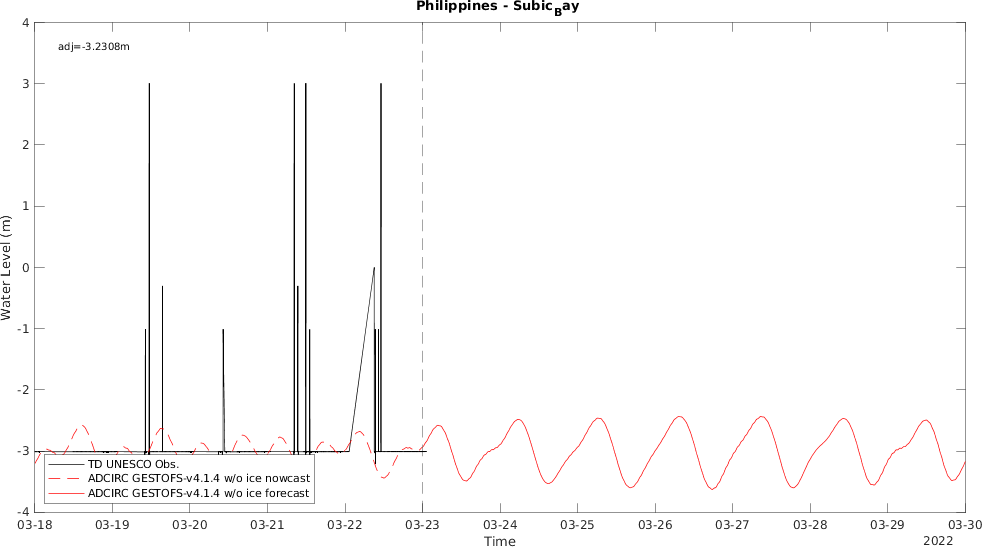 Philippines - Subic_Bay
adj=-3.2308m
4
3
2
1
0
-1
-2
-3
-4
Water Level (m)
TD UNESCO Obs.
ADCIRC GESTOFS-v4.1.4 w/o ice nowcast
ADCIRC GESTOFS-v4.1.4 w/o ice forecast
03-18 03-19 03-20 03-21 03-22 03-23 03-24 03-25 03-26 03-27 03-28 03-29 03-30
Time
2022